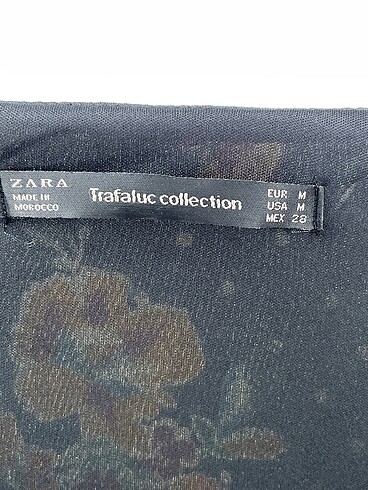 ZARA
MADE IN
MOROCCO
Trafaluc collection
EUR M
USA M
MEX 28